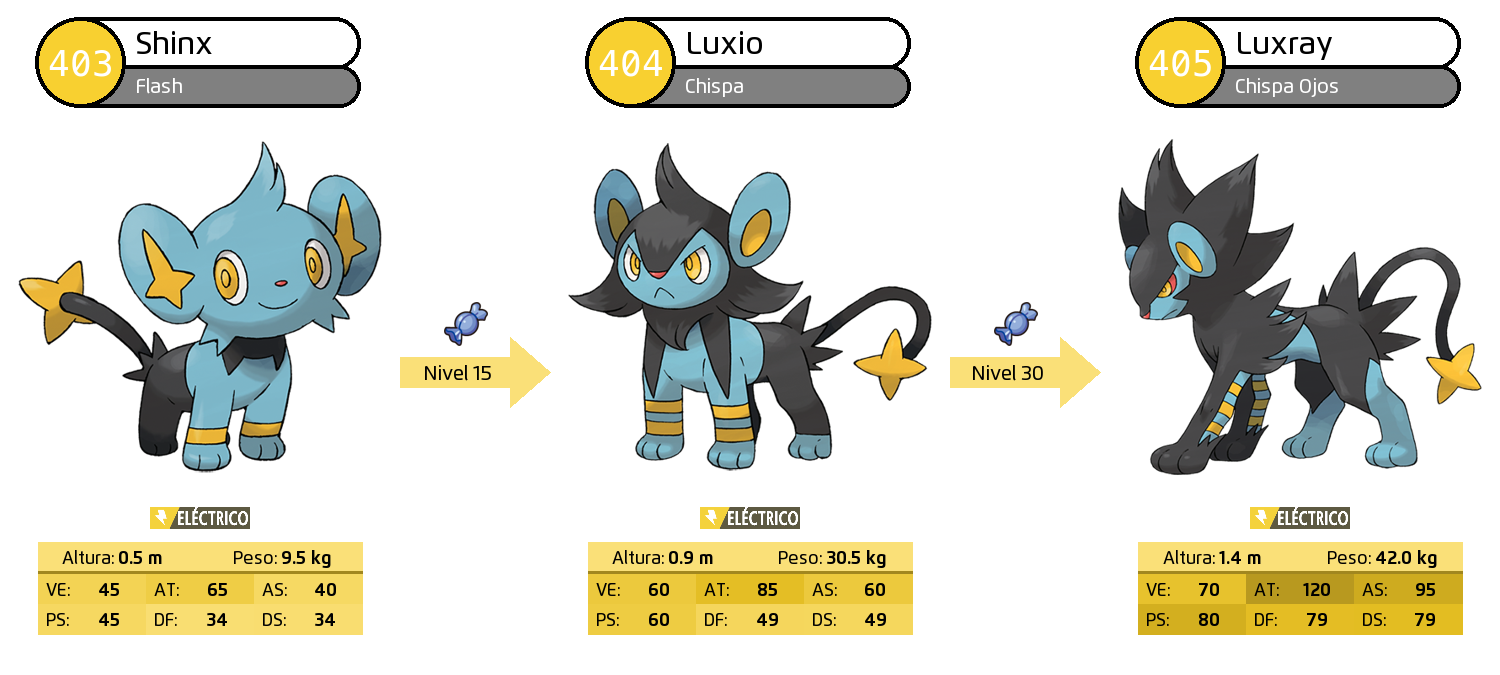 403 Shinx
Flash
404 Luxio
Chispa
405 Luxray
Chispa Ojos
Nivel 15
Nivel 30
ELÉCTRICO
Altura: 0.5 m Peso: 9.5 kg
VE: 45 AT: 65 AS: 40
PS: 45 DF: 34 DS: 34
ELÉCTRICO
Altura: 0.9 m Peso: 30.5 kg
VE: 60 AT: 85 AS: 60
PS: 60 DF: 49 DS: 49
ELÉCTRICO
Altura: 1.4 m Peso: 42.0 kg
VE: 70 AT: 120 AS: 95
PS: 80 DF: 79 DS: 79